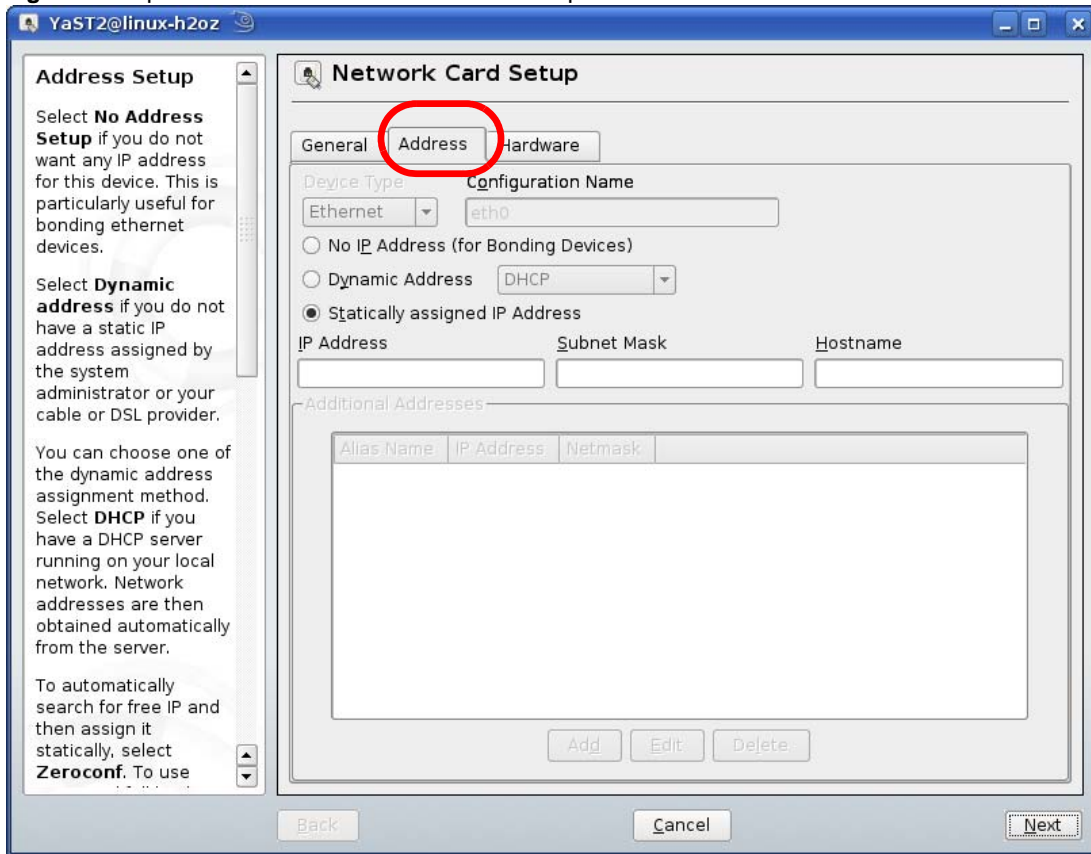 YaST2@linux-h2oz
Address Setup
Select No Address
Setup if you do not
want any IP address
for this device. This is
particularly useful for
bonding ethernet
devices.
Select Dynamic
address if you do not
have a static IP
address assigned by
the system
administrator or your
cable or DSL provider.
You can choose one of
the dynamic address
assignment method.
Select DHCP if you
have a DHCP server
running on your local
network. Network
addresses are then
obtained automatically
from the server.
To automatically
search for free IP and
then assign it
statically, select
Zeroconf. To use
Network Card Setup
General Address Hardware
Device Type Configuration Name
Ethernet eth0
No IP Address (for Bonding Devices)
Dynamic Address DHCP
Statically assigned IP Address
IP Address Subnet Mask Hostname
Additional Addresses
Alias Name IP Address Netmask
Add Edit Delete
Back Cancel Next